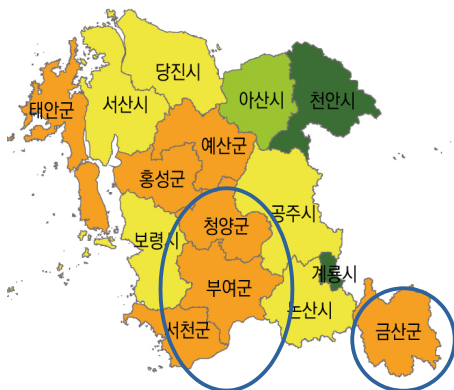 당진시
태안군
서산시
아산시
천안시
예산군
홍성군
청양군
공주시
보령시
계룡시
부여군
논산시
서천군
금산군